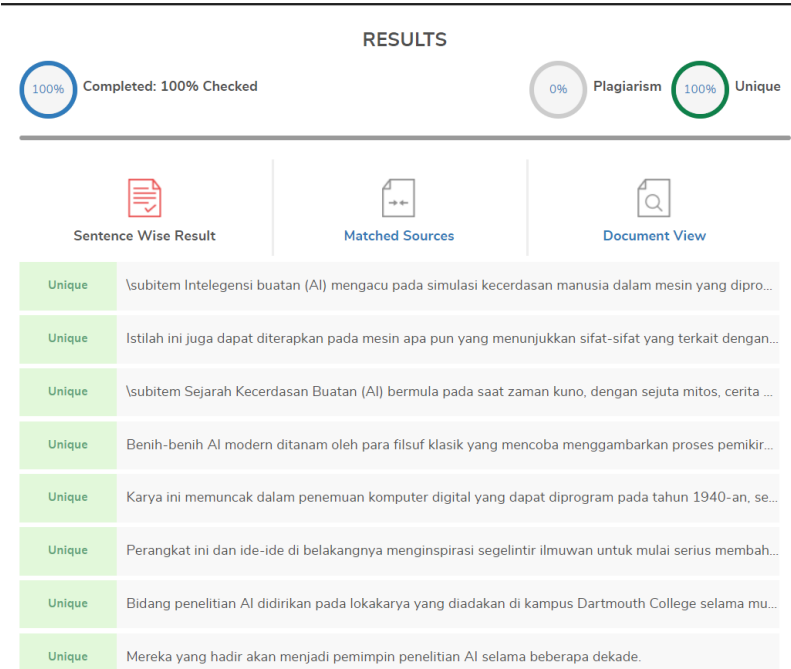 RESULTS
100% Completed: 100% Checked 0% Plagiarism 100% Unique
Sentence Wise Result Matched Sources Document View
Unique \subitem Intelegensi buatan (AI) mengacu pada simulasi kecerdasan manusia dalam mesin yang dipro...
Unique Istilah ini juga dapat diterapkan pada mesin apa pun yang menunjukkan sifat-sifat yang terkait dengan...
Unique \subitem Sejarah Kecerdasan Buatan (AI) bermula pada saat zaman kuno, dengan sejuta mitos, cerita ...
Unique Benih-benih AI modern ditanam oleh para filsuf klasik yang mencoba menggambarkan proses pemikir...
Unique Karya ini memuncak dalam penemuan komputer digital yang dapat diprogram pada tahun 1940-an, se...
Unique Perangkat ini dan ide-ide di belakangnya menginspirasi segelintir ilmuwan untuk mulai serius membah...
Unique Bidang penelitian AI didirikan pada lokakarya yang diadakan di kampus Dartmouth College selama mu...
Unique Mereka yang hadir akan menjadi pemimpin penelitian AI selama beberapa dekade.